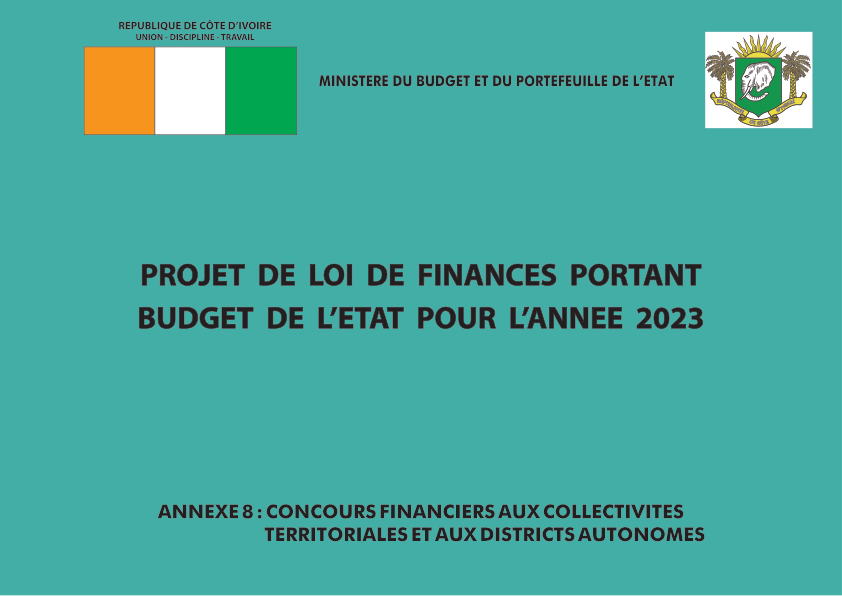 REPUBLIQUE DE CÔTE D'IVOIRE
UNION - DISCIPLINE - TRAVAIL
MINISTERE DU BUDGET ET DU PORTEFEUILLE DE L'ETAT
PROJET DE LOI DE FINANCES PORTANT
BUDGET DE L'ETAT POUR L'ANNEE 2023
ANNEXE 8 : CONCOURS FINANCIERS AUX COLLECTIVITES
TERRITORIALES ET AUX DISTRICTS AUTONOMES